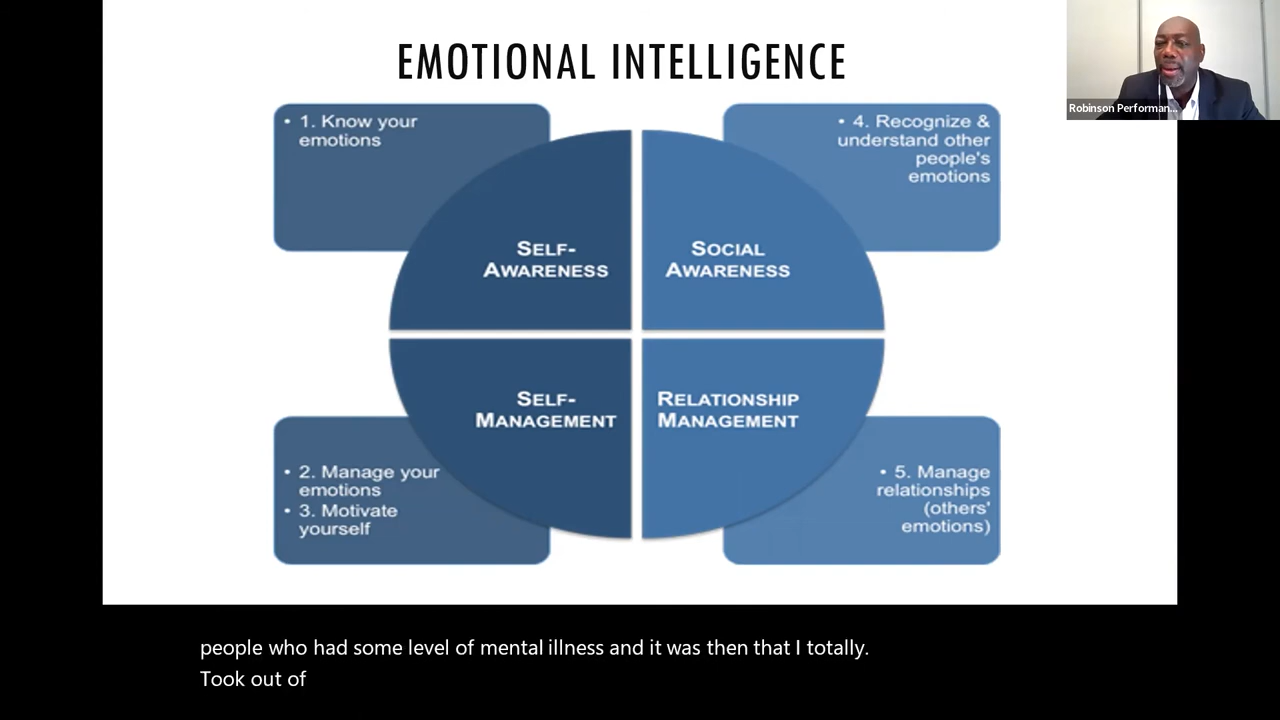 EMOTIONAL INTELLIGENCE
Robinson Performan...
• 1. Know your
emotions
• 4. Recognize &
understand other
people's
emotions
SELF-
AWARENESS
SOCIAL
AWARENESS
SELF-
MANAGEMENT
RELATIONSHIP
MANAGEMENT
• 2. Manage your
emotions
• 3. Motivate
yourself
• 5. Manage
relationships
(others'
emotions)
people who had some level of mental illness and it was then that I totally.
Took out of